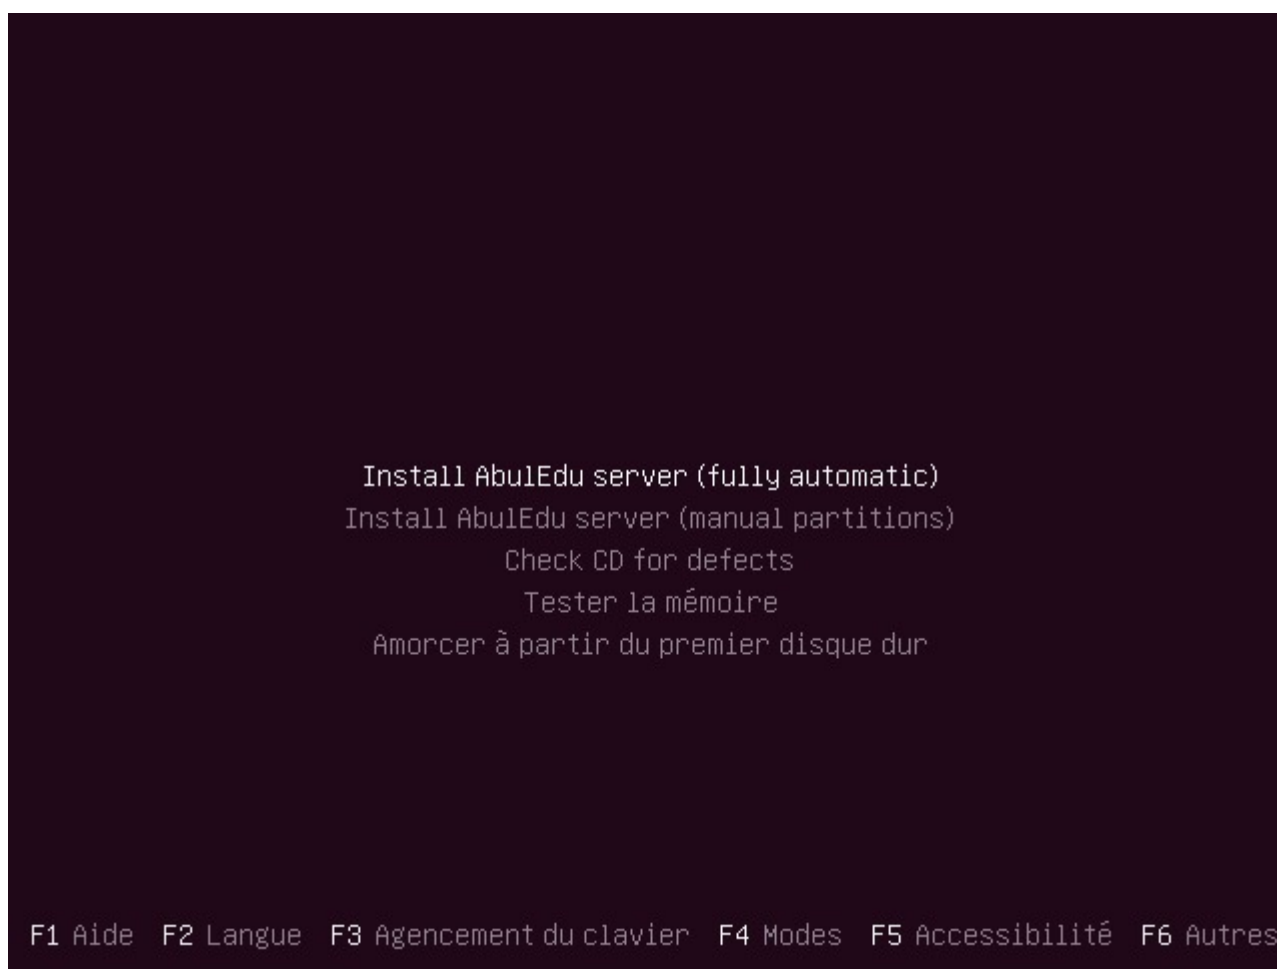 Install AbulEdu server (fully automatic)
Install AbulEdu server (manual partitions)
Check CD for defects
Tester la mémoire
Amorcer à partir du premier disque dur
F1 Aide F2 Langue F3 Agencement du clavier F4 Modes F5 Accessibilité F6 Autres